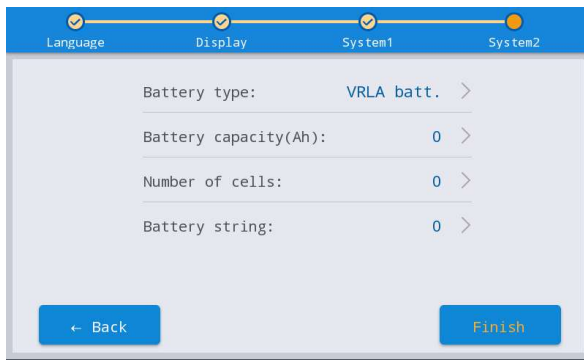 Language Display System1 System2
Battery type: VRLA batt.
Battery capacity(Ah): 0
Number of cells: 0
Battery string: 0
← Back Finish